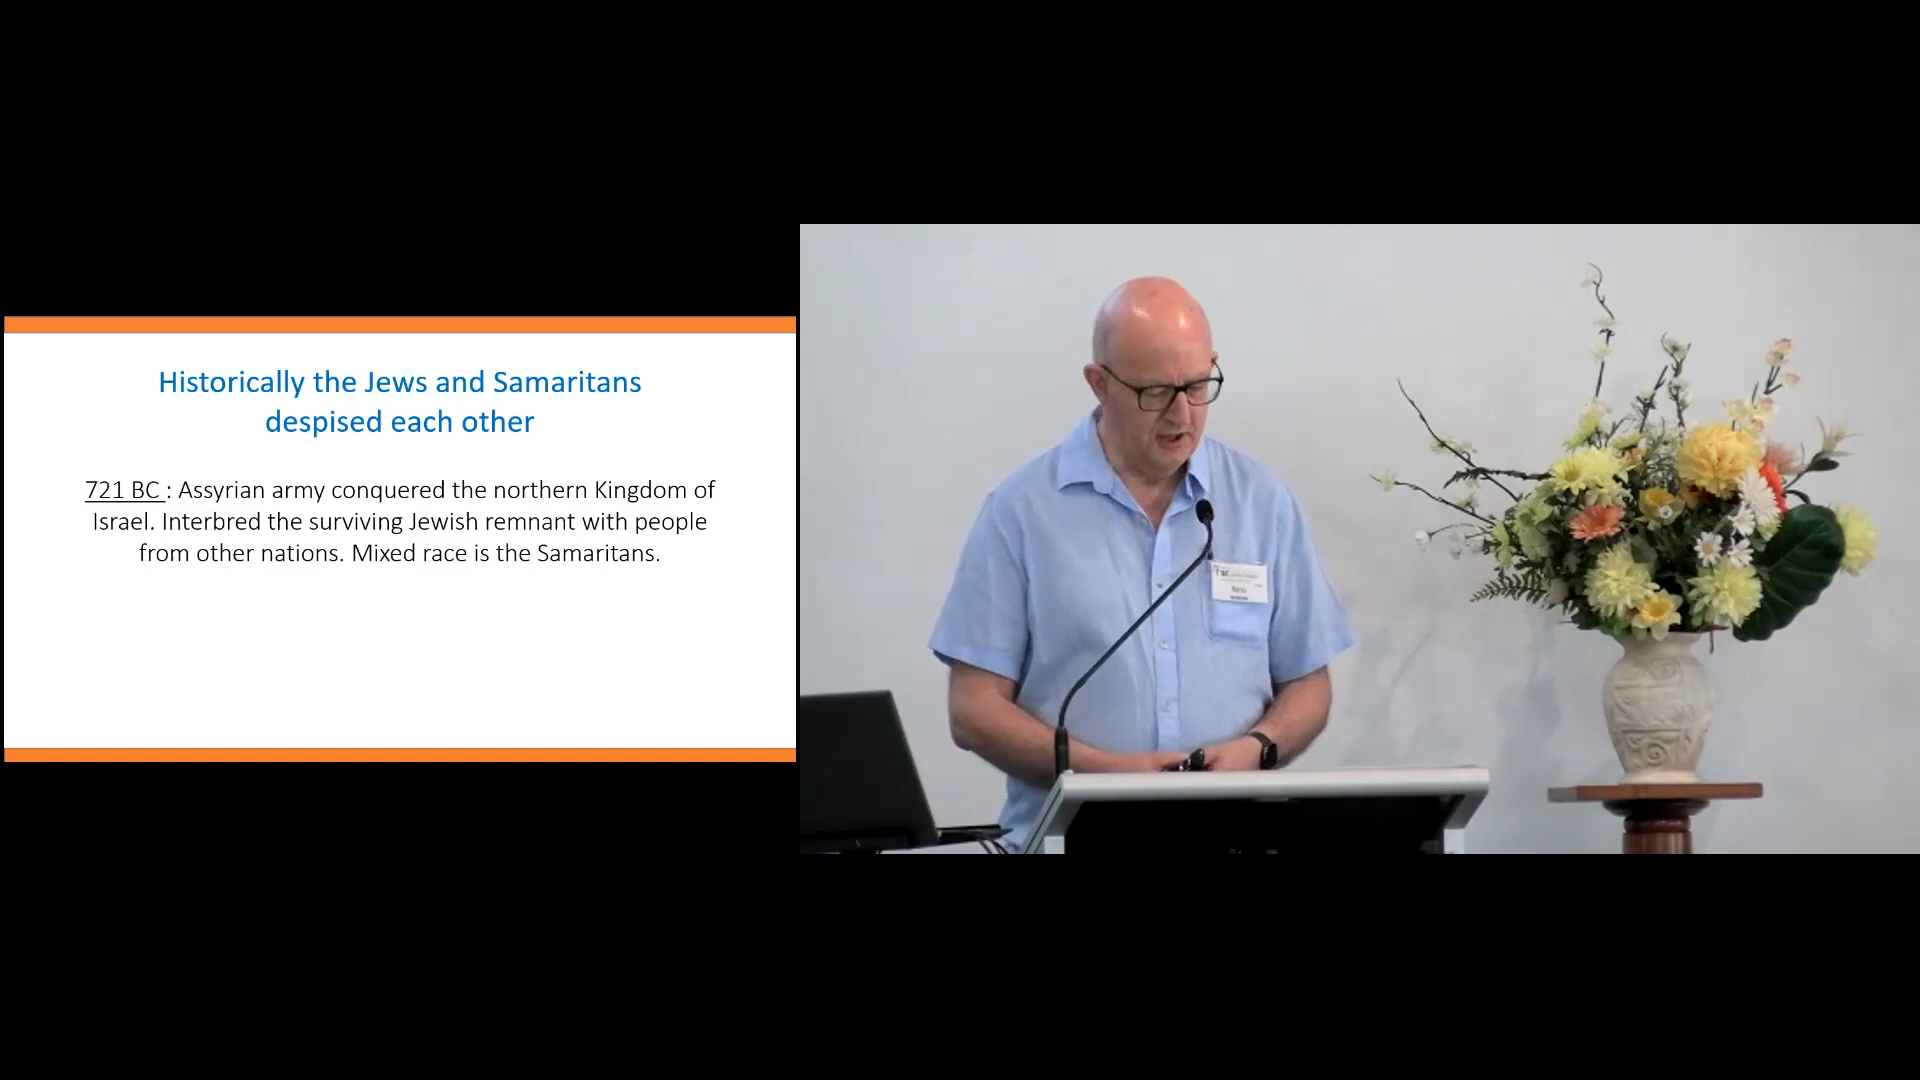 Historically the Jews and Samaritans
despised each other
721 BC : Assyrian army conquered the northern Kingdom of
Israel. Interbred the surviving Jewish remnant with people
from other nations. Mixed race is the Samaritans.